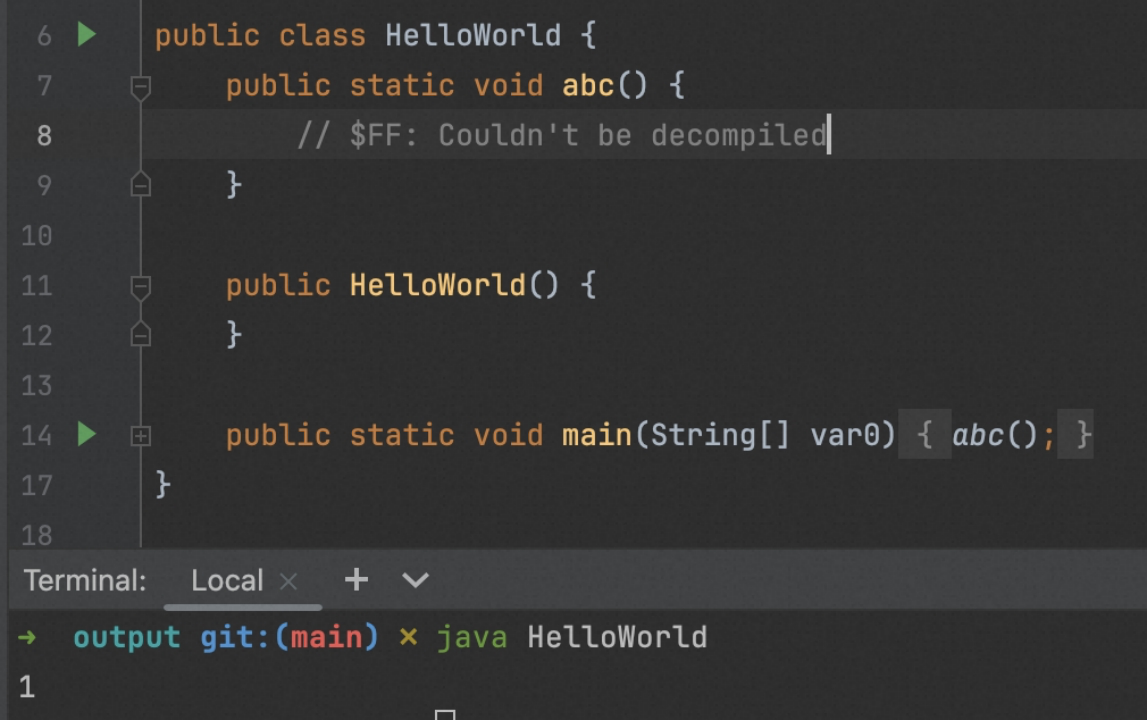 6 public class HelloWorld {
7 public static void abc() {
8 // $FF: Couldn't be decompiled
9 }
10
11 public HelloWorld() {
12 }
13
14 public static void main(String[] var0) { abc(); }
17 }
18
Terminal: Local × + 
→ output git:(main) × java HelloWorld
1